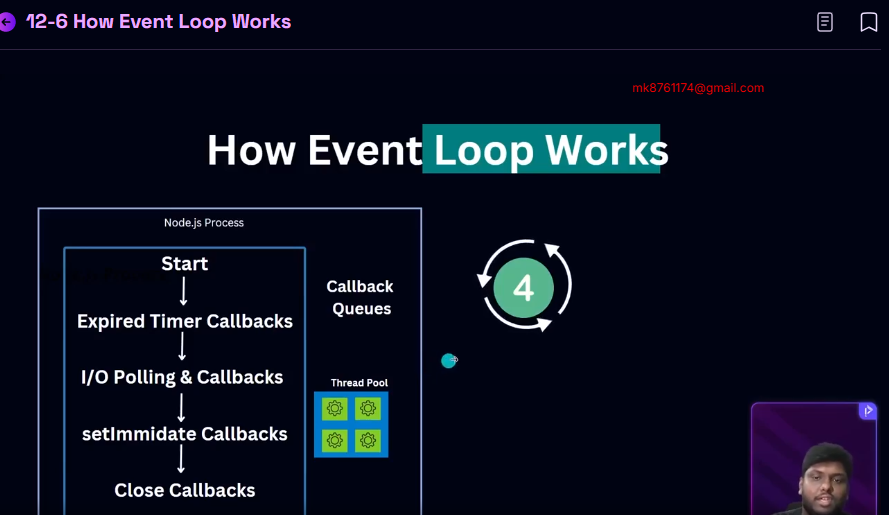 12-6 How Event Loop Works
mk8761174@gmail.com
How Event Loop Works
Node.js Process
Start
Expired Timer Callbacks
I/O Polling & Callbacks
setImmidate Callbacks
Close Callbacks
Callback
Queues
Thread Pool
4